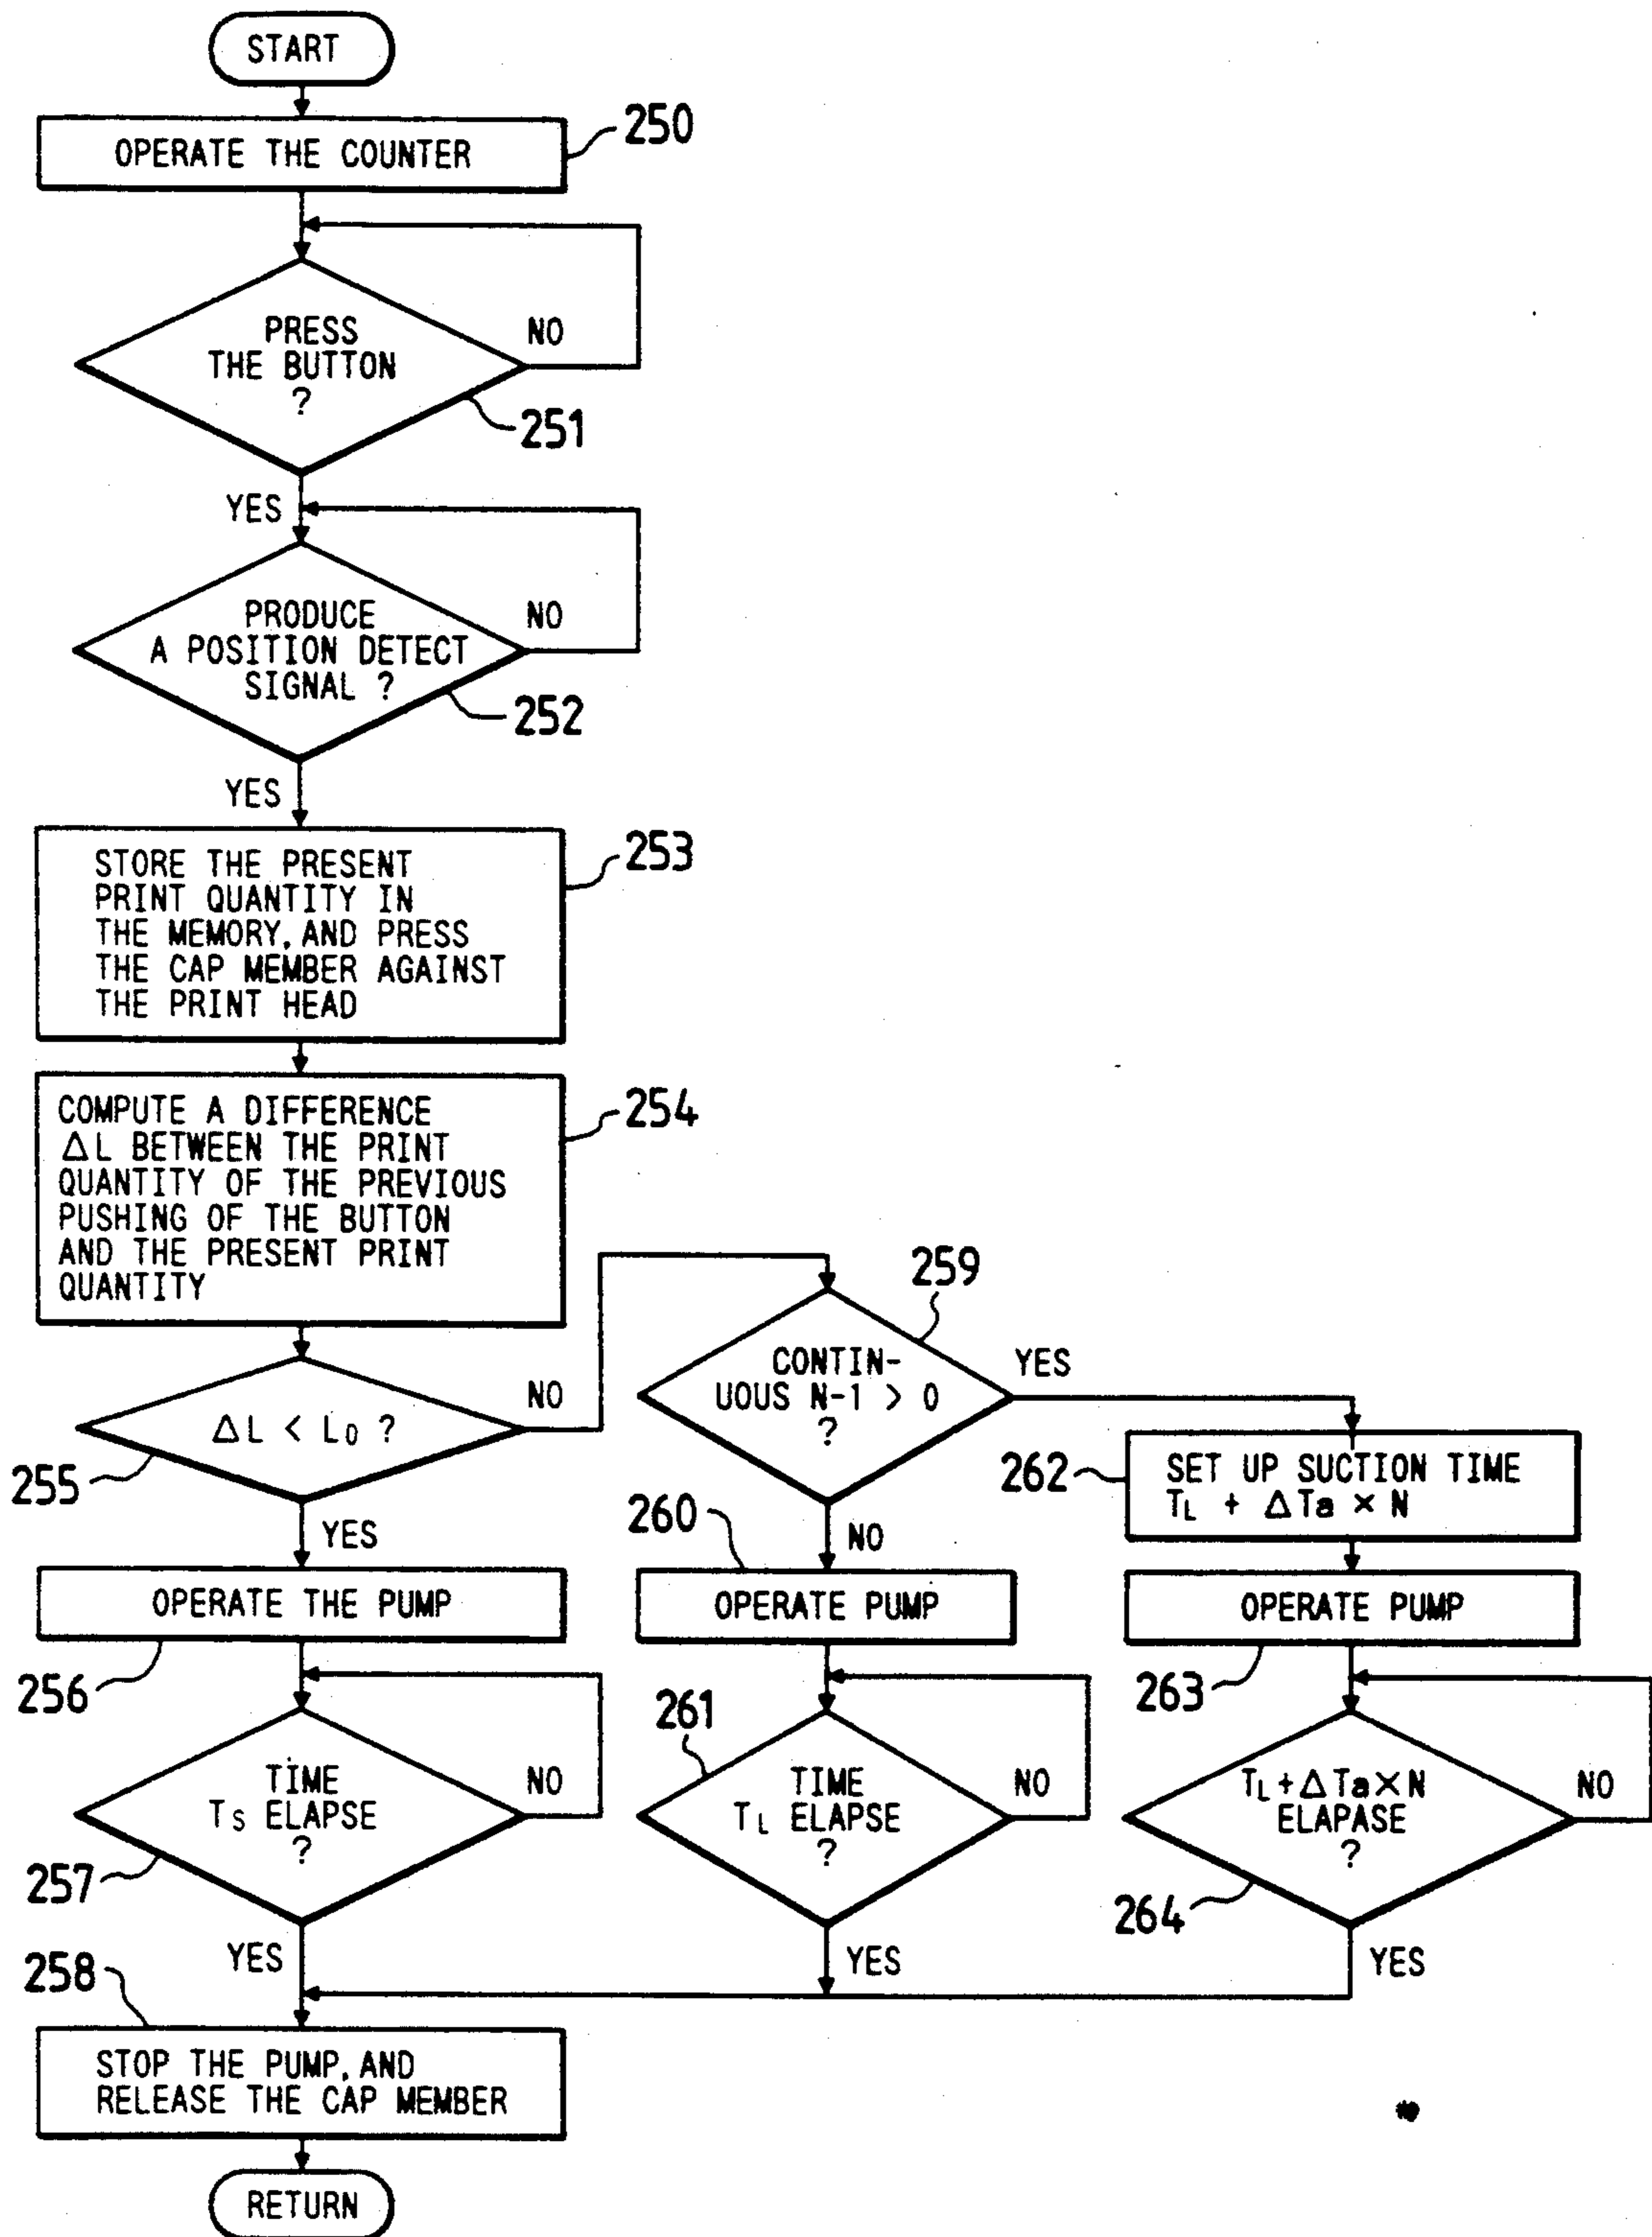 START
OPERATE THE COUNTER
250
PRESS
THE BUTTON
?
NO
251
YES
PRODUCE
A POSITION DETECT
SIGNAL ?
NO
252
YES
STORE THE PRESENT
PRINT QUANTITY IN
THE MEMORY, AND PRESS
THE CAP MEMBER AGAINST
THE PRINT HEAD
253
COMPUTE A DIFFERENCE
ΔL BETWEEN THE PRINT
QUANTITY OF THE PREVIOUS
PUSHING OF THE BUTTON
AND THE PRESENT PRINT
QUANTITY
254
ΔL < L0 ?
NO
255
YES
OPERATE THE PUMP
256
TIME
TS ELAPSE
?
NO
257
YES
258
STOP THE PUMP, AND
RELEASE THE CAP MEMBER
RETURN
259
CONTIN-
UOUS N-1 > 0
?
YES
NO
260
OPERATE PUMP
261
TIME
TL ELAPSE
?
NO
YES
262
SET UP SUCTION TIME
TL + ΔTa × N
OPERATE PUMP
263
TL+ΔTa×N
ELAPASE
?
NO
264
YES